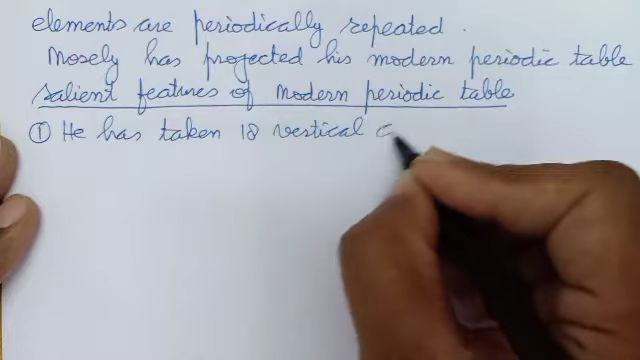 elements are periodically repeated.
Mosely has projected his modern periodic table
salient features of modern periodic table
① He has taken 18 vertical c